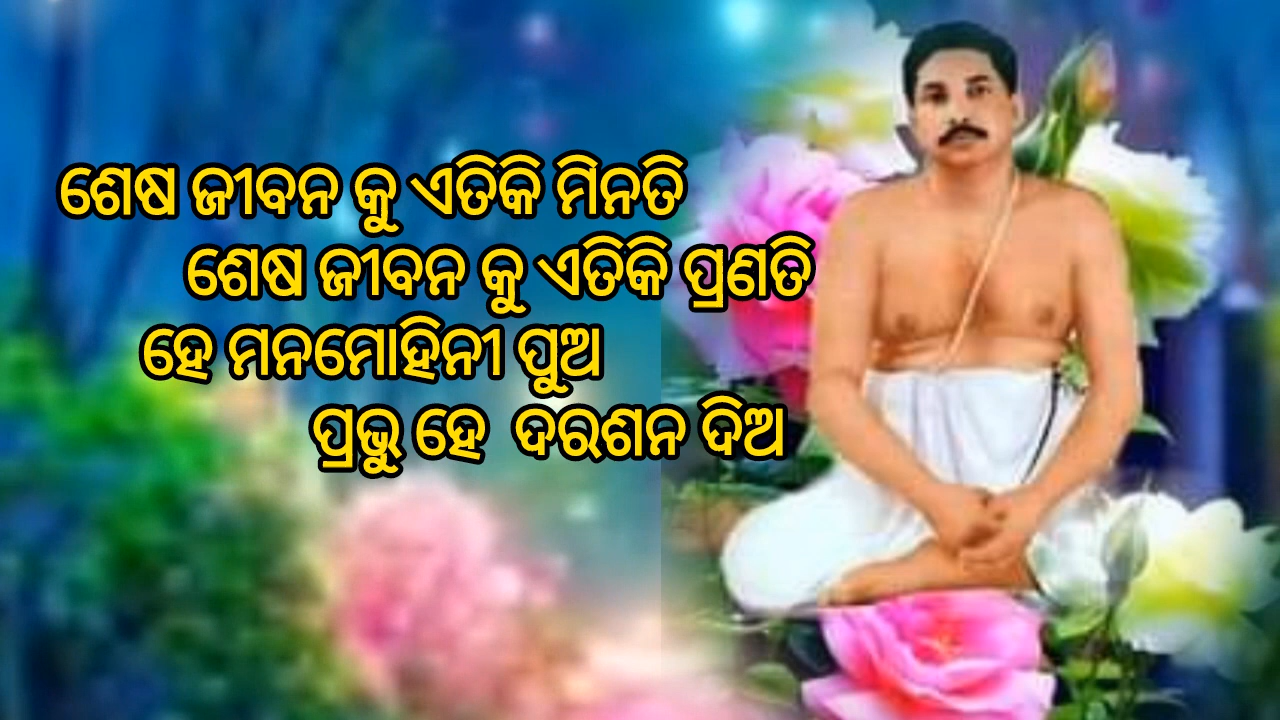 ଶେଷ ଜୀବନ କୁ ଏତିକି ମିନତି
ଶେଷ ଜୀବନ କୁ ଏତିକି ପ୍ରଣତି
ହେ ମନମୋହିନୀ ପୁଅ
ପ୍ରଭୁ ହେ ଦରଶନ ଦିଅ